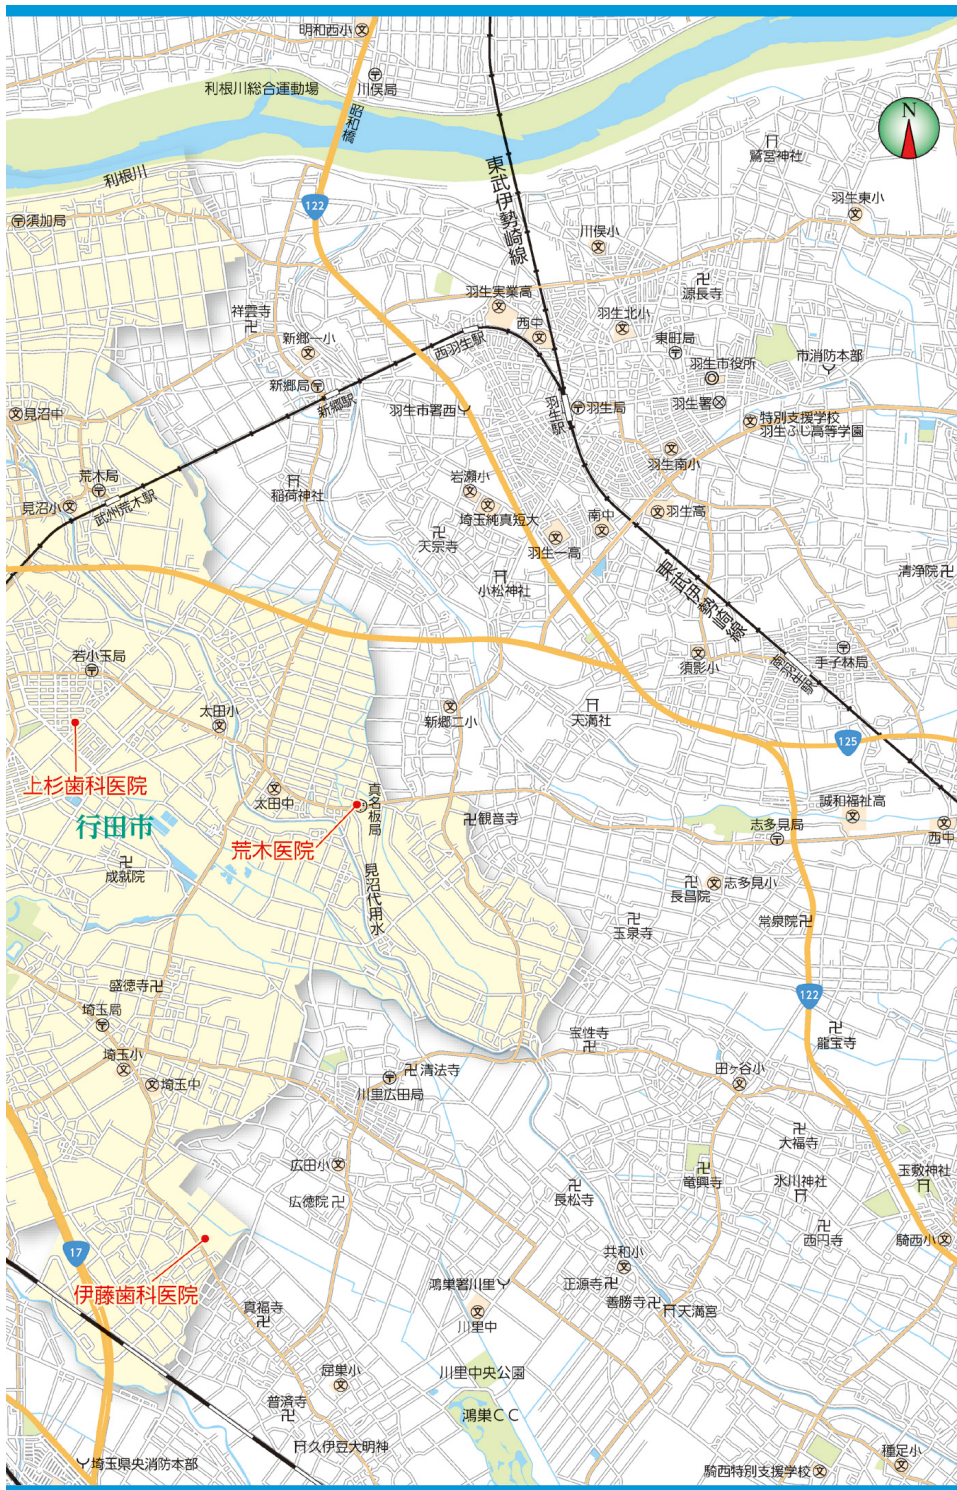 明和西小
川俣局
利根川総合運動場
昭和橋
N
利根川
東武伊勢崎線
鷲宮神社
122
須加局
羽生東小
川俣小
源長寺
羽生実業高
祥雲寺
西中
羽生北小
新郷一小
西羽生駅
東町局
市消防本部
羽生市役所
新郷局
新郷駅
羽生市署西
羽生駅
羽生局
羽生署
見沼中
特別支援学校
羽生ふじ高等学園
羽生南小
荒木局
岩瀬小
稲荷神社
見沼小
武州荒木駅
埼玉純真短大
南中
羽生高
天宗寺
羽生一高
清浄院
小松神社
東武伊勢崎線
若小玉局
須影小
南羽生駅
手子林局
太田小
新郷二小
天満社
125
上杉歯科医院
太田中
真名板局
誠和福祉高
行田市
観音寺
志多見局
西中
荒木医院
成就院
見沼代用水
長昌院
志多見小
玉泉寺
常泉院
盛徳寺
122
埼玉局
宝性寺
龍宝寺
埼玉小
清法寺
田ヶ谷小
埼玉中
川里広田局
大福寺
広田小
竜興寺
氷川神社
玉敷神社
広徳院
長松寺
西円寺
騎西小
17
共和小
伊藤歯科医院
鴻巣署川里
正源寺
善勝寺
天満宮
真福寺
川里中
屈巣小
川里中央公園
普済寺
鴻巣CC
久伊豆大明神
種足小
埼玉県央消防本部
騎西特別支援学校